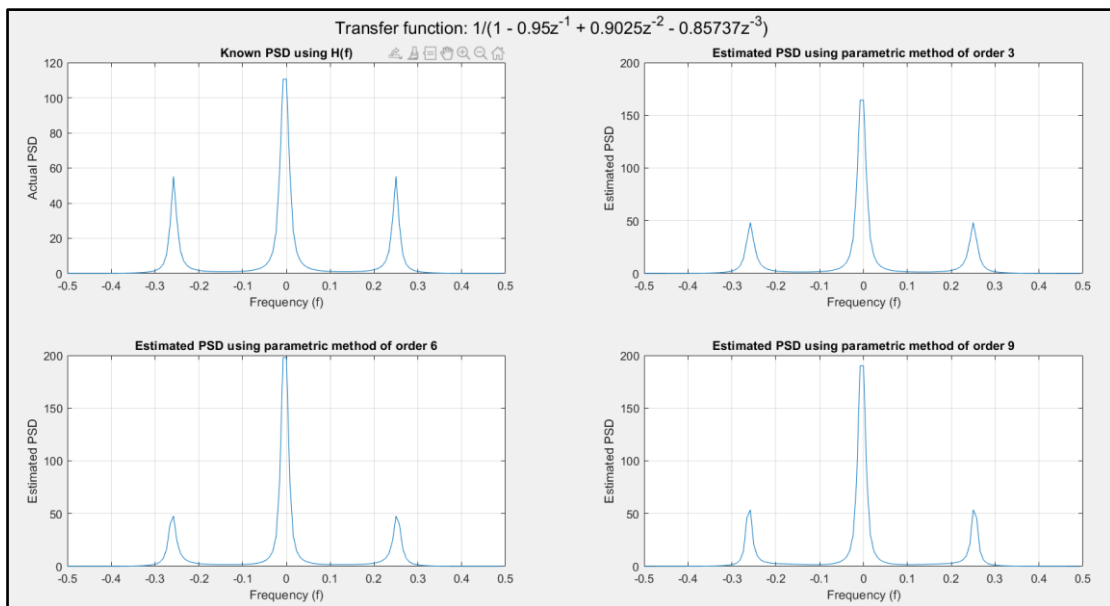 Transfer function: 1/(1 - 0.95z⁻¹ + 0.9025z⁻² - 0.85737z⁻³)
Known PSD using H(f)
120
100
80
60
40
20
0
Actual PSD
-0.5 -0.4 -0.3 -0.2 -0.1 0 0.1 0.2 0.3 0.4 0.5
Frequency (f)
Estimated PSD using parametric method of order 3
200
150
100
50
0
Estimated PSD
-0.5 -0.4 -0.3 -0.2 -0.1 0 0.1 0.2 0.3 0.4 0.5
Frequency (f)
Estimated PSD using parametric method of order 6
200
150
100
50
0
Estimated PSD
-0.5 -0.4 -0.3 -0.2 -0.1 0 0.1 0.2 0.3 0.4 0.5
Frequency (f)
Estimated PSD using parametric method of order 9
200
150
100
50
0
Estimated PSD
-0.5 -0.4 -0.3 -0.2 -0.1 0 0.1 0.2 0.3 0.4 0.5
Frequency (f)